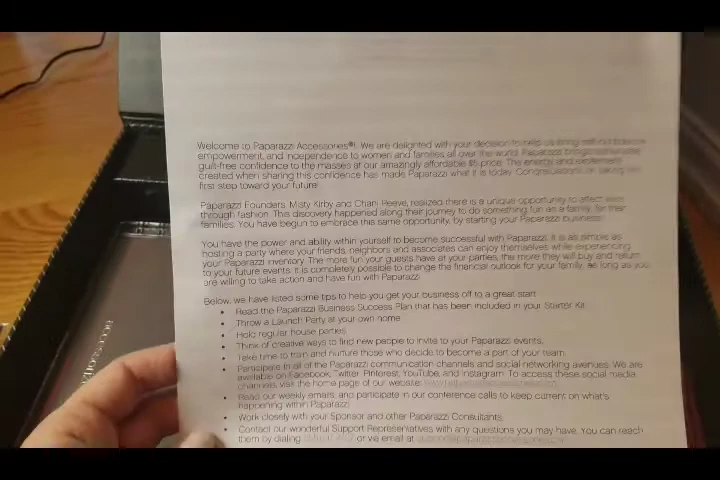 Welcome to Paparazzi Accessories®! We are delighted with your decision to help us bring self-confidence,
empowerment, and independence to women and families all over the world. Paparazzi brings
guilt-free confidence to the masses at our amazingly affordable $5 price. The energy and excitement
created when sharing this confidence has made Paparazzi what it is today. Congratulations on taking the
first step toward your future!
Paparazzi Founders, Misty Kirby and Chani Reeve, realized there is a unique opportunity to affect lives
through fashion. This discovery happened along their journey to do something fun as a family, for their
families. You have begun to embrace this same opportunity, by starting your Paparazzi business!
You have the power and ability within yourself to become successful with Paparazzi. It is as simple as
hosting a party where your friends, neighbors and associates can enjoy themselves while experiencing
your Paparazzi inventory. The more fun your guests have at your parties, the more they will buy and return
to your future events. It is completely possible to change the financial outlook for your family, as long as you
are willing to take action and have fun with Paparazzi.
Below, we have listed some tips to help you get your business off to a great start.
• Read the Paparazzi Business Success Plan that has been included in your Starter Kit.
• Throw a Launch Party at your own home.
• Hold regular house parties.
• Think of creative ways to find new people to invite to your Paparazzi events.
• Take time to train and nurture those who decide to become a part of your team.
• Participate in all of the Paparazzi communication channels and social networking avenues. We are
available on Facebook, Twitter, Pinterest, YouTube, and Instagram. To access these social media
channels, visit the home page of our website:
• Read our weekly emails, and participate in our conference calls to keep current on what's
happening within Paparazzi.
• Work closely with your Sponsor and other Paparazzi Consultants.
• Contact our wonderful Support Representatives with any questions you may have. You can reach
them by dialing or via email at